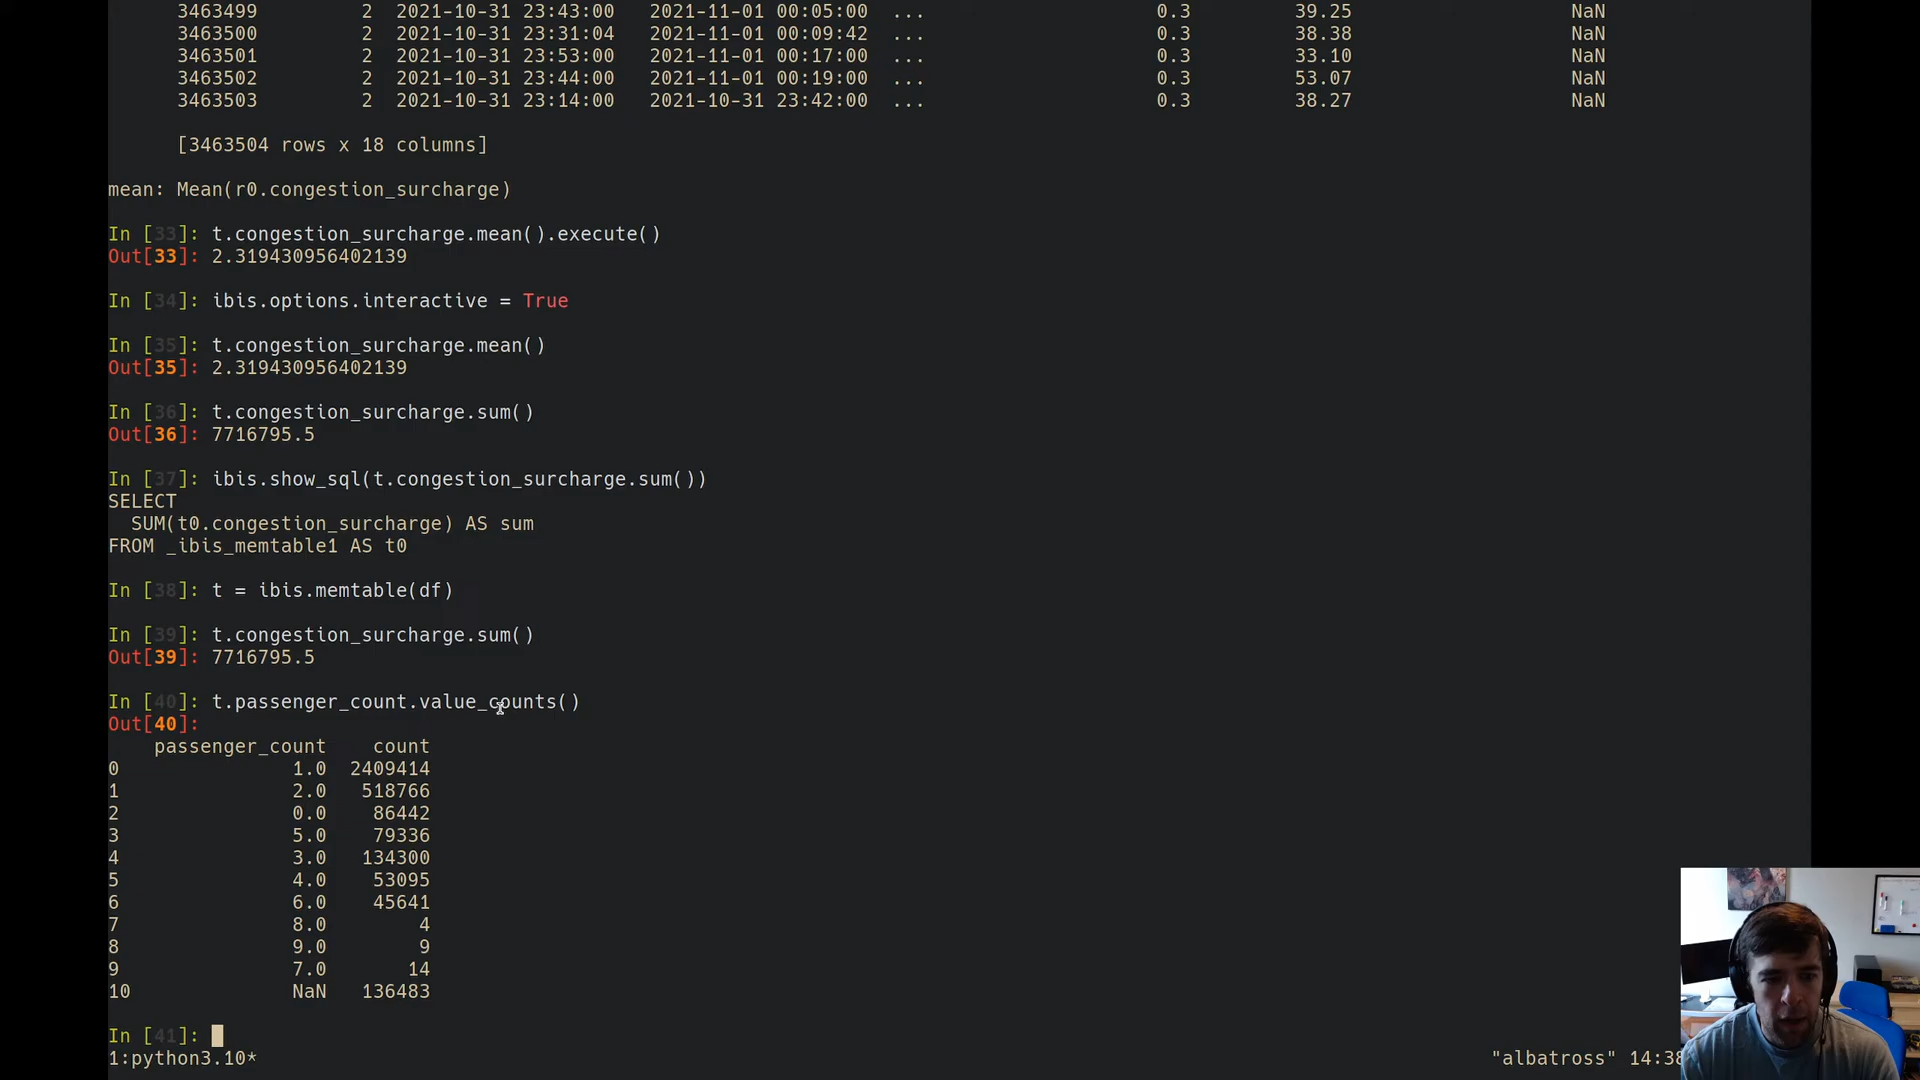 3463499 2 2021-10-31 23:43:00 2021-11-01 00:05:00 ... 0.3 39.25 NaN
3463500 2 2021-10-31 23:31:04 2021-11-01 00:09:42 ... 0.3 38.38 NaN
3463501 2 2021-10-31 23:53:00 2021-11-01 00:17:00 ... 0.3 33.10 NaN
3463502 2 2021-10-31 23:44:00 2021-11-01 00:19:00 ... 0.3 53.07 NaN
3463503 2 2021-10-31 23:14:00 2021-10-31 23:42:00 ... 0.3 38.27 NaN
[3463504 rows x 18 columns]
mean: Mean(r0.congestion_surcharge)
In [33]: t.congestion_surcharge.mean().execute()
Out[33]: 2.319430956402139
In [34]: ibis.options.interactive = True
In [35]: t.congestion_surcharge.mean()
Out[35]: 2.319430956402139
In [36]: t.congestion_surcharge.sum()
Out[36]: 7716795.5
In [37]: ibis.show_sql(t.congestion_surcharge.sum())
SELECT
SUM(t0.congestion_surcharge) AS sum
FROM _ibis_memtable1 AS t0
In [38]: t = ibis.memtable(df)
In [39]: t.congestion_surcharge.sum()
Out[39]: 7716795.5
In [40]: t.passenger_count.value_counts()
Out[40]:
passenger_count count
0 1.0 2409414
1 2.0 518766
2 0.0 86442
3 5.0 79336
4 3.0 134300
5 4.0 53095
6 6.0 45641
7 8.0 4
8 9.0 9
9 7.0 14
10 NaN 136483
In [41]:
1:python3.10* "albatross" 14:38